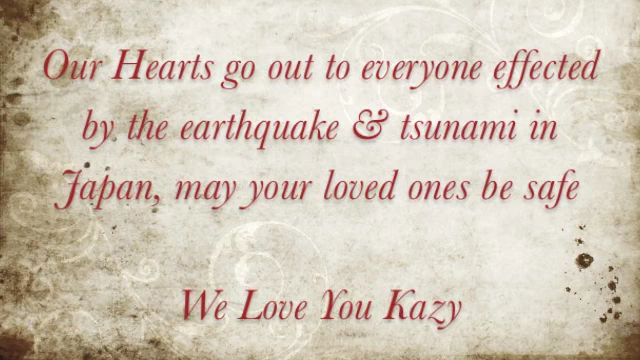 Our Hearts go out to everyone effected
by the earthquake & tsunami in
Japan, may your loved ones be safe
We Love You Kazy